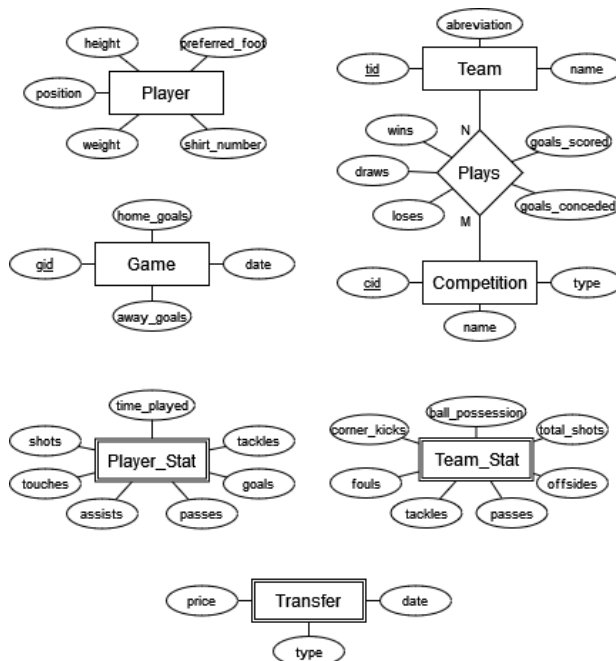 height
preferred_foot
position
Player
weight
shirt_number
abreviation
tid
Team
name
N
wins
goals_scored
draws
Plays
loses
goals_conceded
M
home_goals
gid
Game
date
away_goals
cid
Competition
type
name
time_played
shots
tackles
Player_Stat
touches
goals
assists
passes
ball_possession
corner_kicks
total_shots
Team_Stat
fouls
offsides
tackles
passes
price
Transfer
date
type